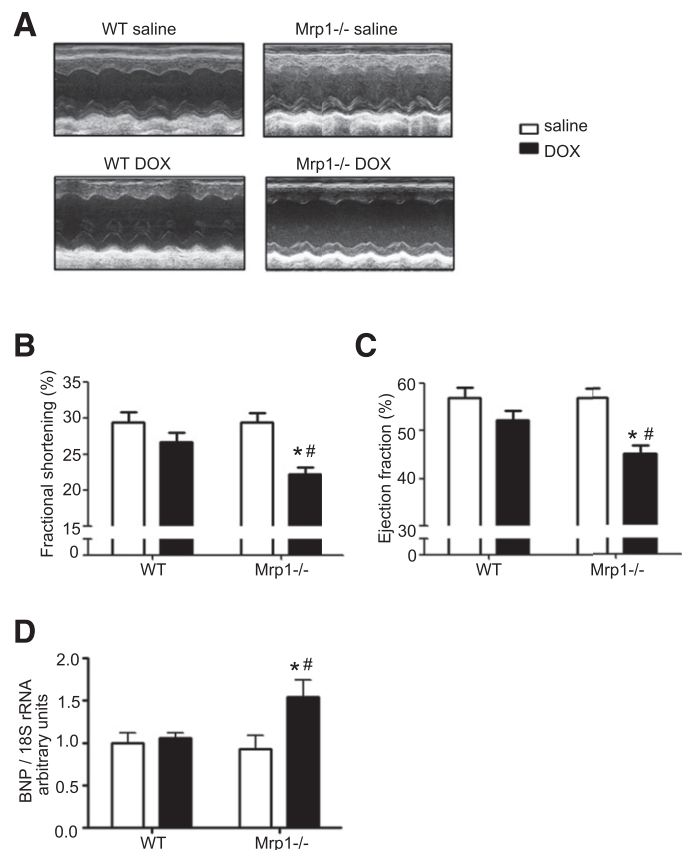 A
WT saline
Mrp1-/- saline
saline
DOX
WT DOX
Mrp1-/- DOX
B
Fractional shortening (%)
35
30
25
20
15
0
* #
WT
Mrp1-/-
C
Ejection fraction (%)
60
50
40
30
0
* #
WT
Mrp1-/-
D
BNP / 18S rRNA
arbitrary units
2.0
1.5
1.0
0.5
0.0
* #
WT
Mrp1-/-